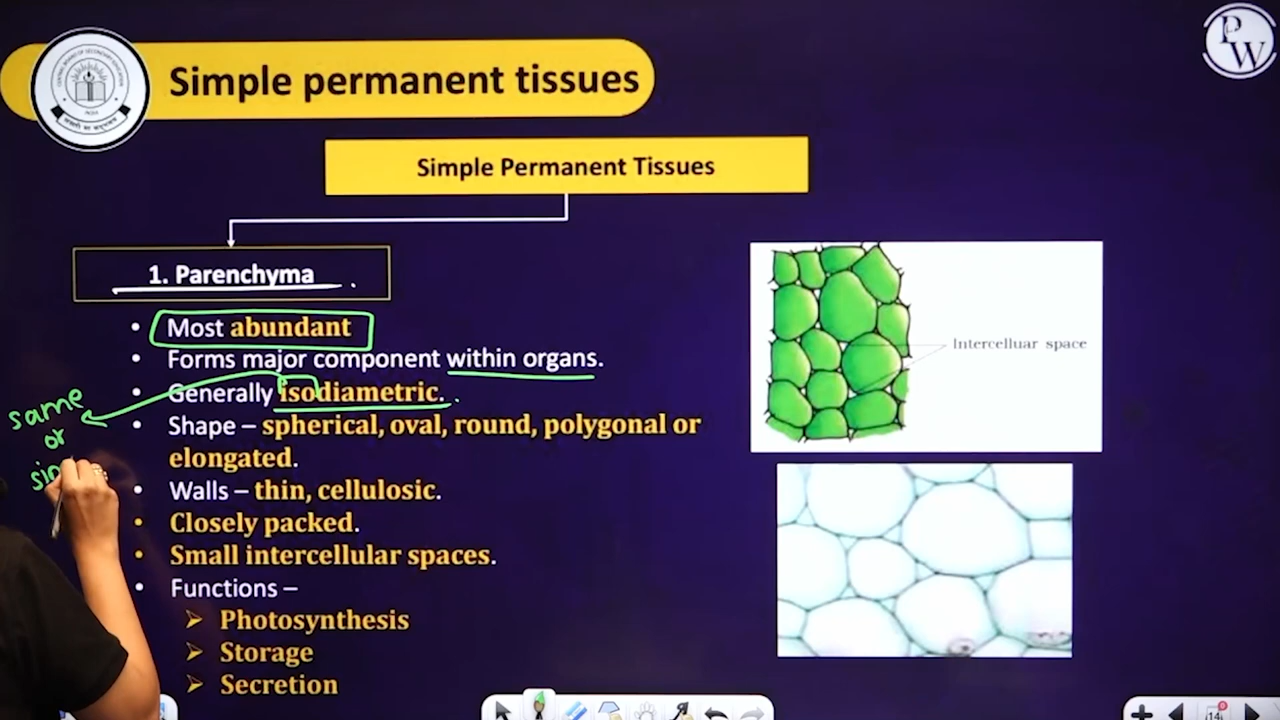 PW
Simple permanent tissues
Simple Permanent Tissues
1. Parenchyma
• Most abundant
• Forms major component within organs.
• Generally isodiametric.
• Shape – spherical, oval, round, polygonal or
elongated.
• Walls – thin, cellulosic.
• Closely packed.
• Small intercellular spaces.
• Functions –
➢ Photosynthesis
➢ Storage
➢ Secretion
same
or
Intercelluar space